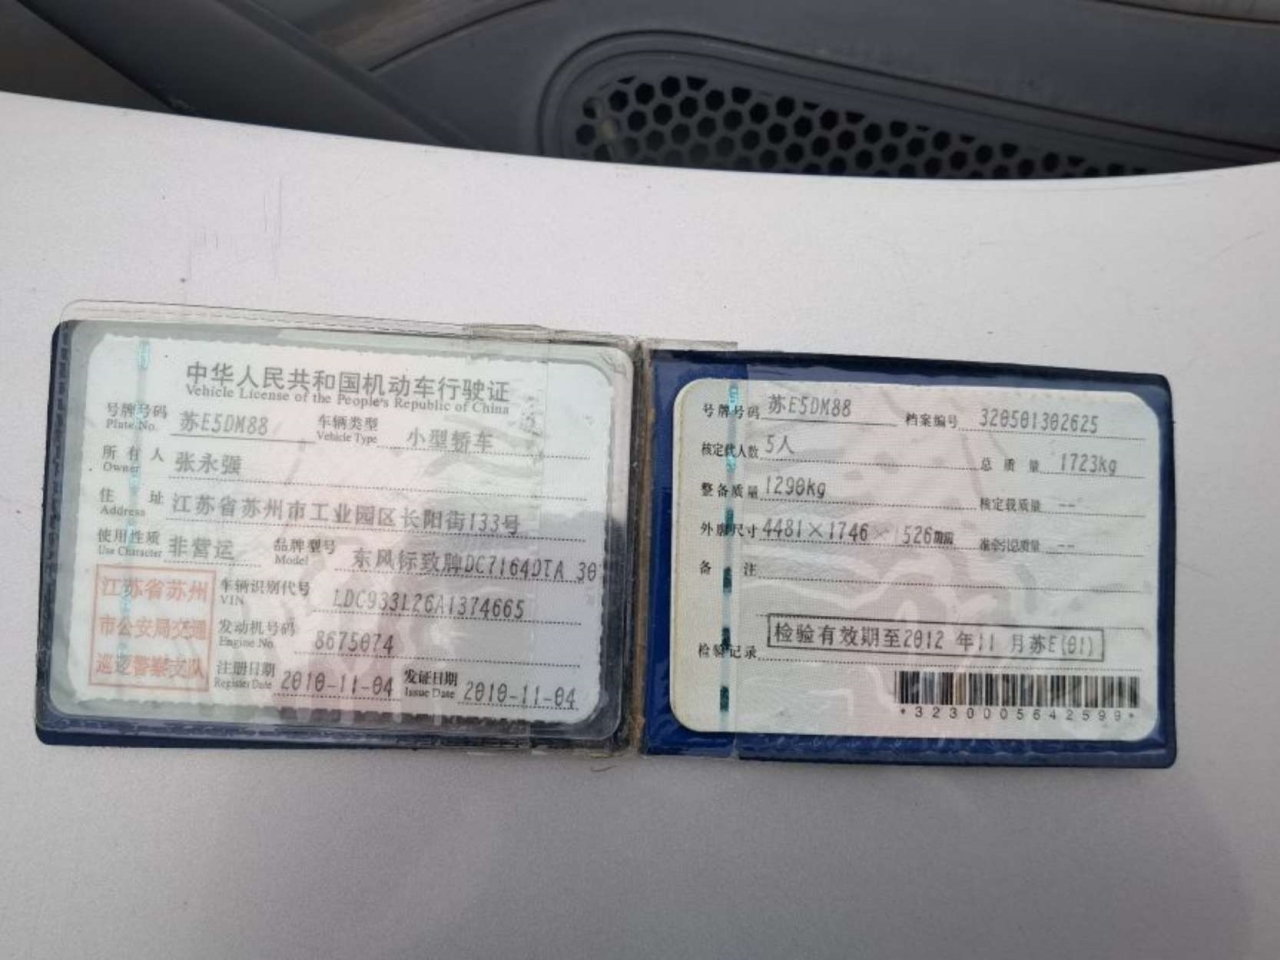 中华人民共和国机动车行驶证
Vehicle License of the People's Republic of China
号牌号码 苏E5DM88 车辆类型 小型轿车
Plate No. Vehicle Type
所有人 张永强
Owner
住址 江苏省苏州市工业园区长阳街133号
Address
使用性质 非营运 品牌型号 东风标致牌DC7164DTA 30
Use Character Model
江苏省苏州
市公安局交通
巡逻警察支队
车辆识别代号 LDC933L26A1374665
VIN
发动机号码 8675074
Engine No.
注册日期 2010-11-04 发证日期 2010-11-04
Register Date Issue Date
号牌号码 苏E5DM88 档案编号 320501302625
核定载人数 5人 总质量 1723kg
整备质量 1290kg 核定载质量 --
外廓尺寸 4481×1746×1526mm 准牵引总质量 --
备注
检验记录 检验有效期至2012年11月苏E(01)
*3230005642599*